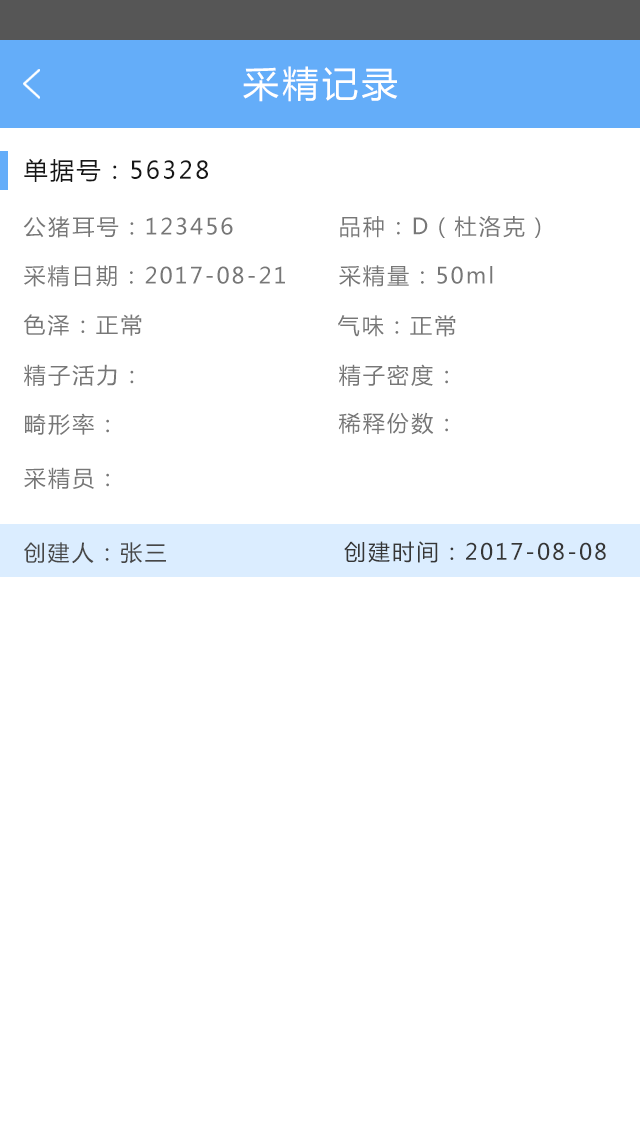 采精记录
单据号：56328
公猪耳号：123456 品种：D（杜洛克）
采精日期：2017-08-21 采精量：50ml
色泽：正常 气味：正常
精子活力： 精子密度：
畸形率： 稀释份数：
采精员：
创建人：张三 创建时间：2017-08-08